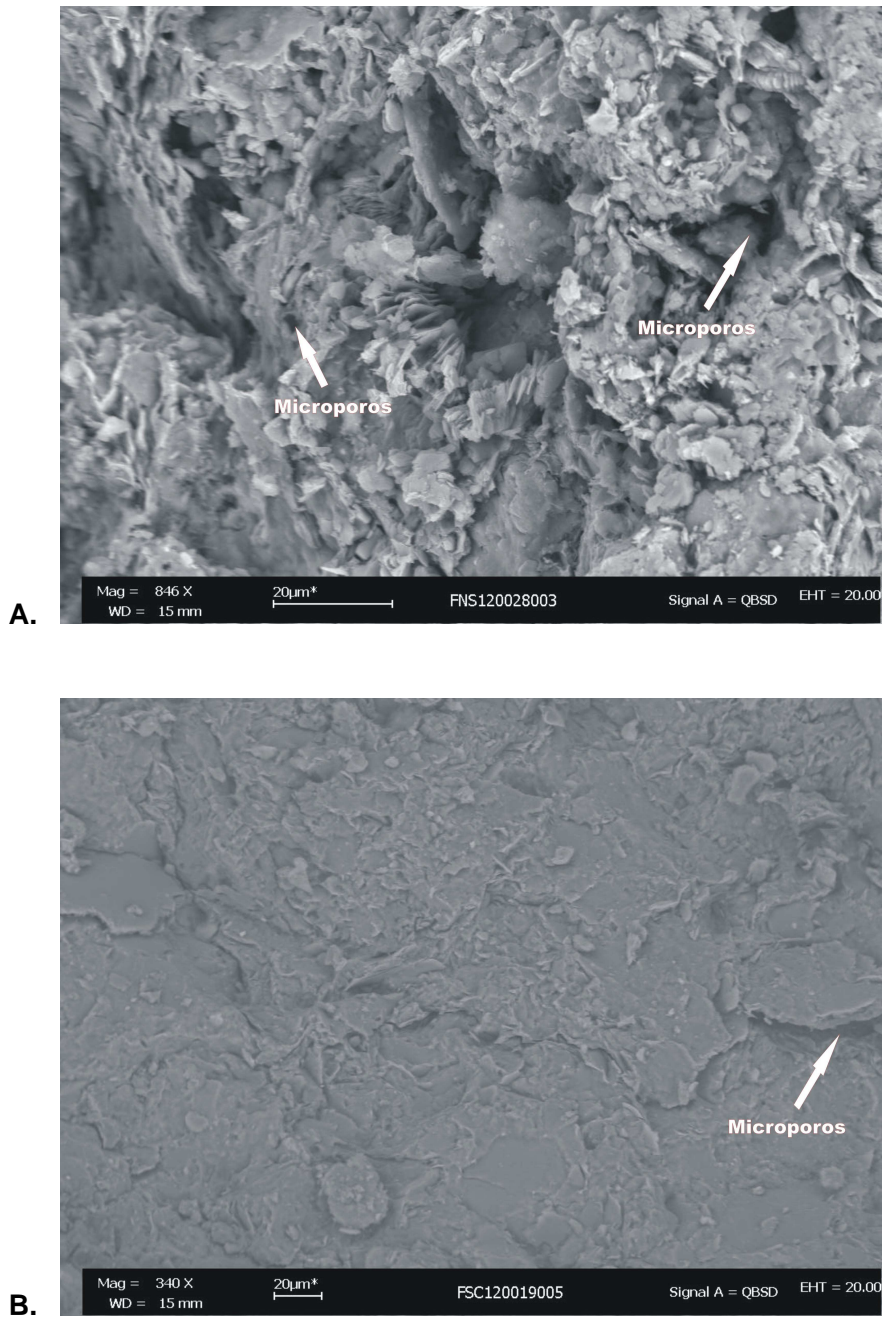 Microporos
Microporos
Mag = 846 X
WD = 15 mm
20µm*
FNS120028003
Signal A = QBSD
EHT = 20.00
A.
Microporos
Mag = 340 X
WD = 15 mm
20µm*
FSC120019005
Signal A = QBSD
EHT = 20.00
B.